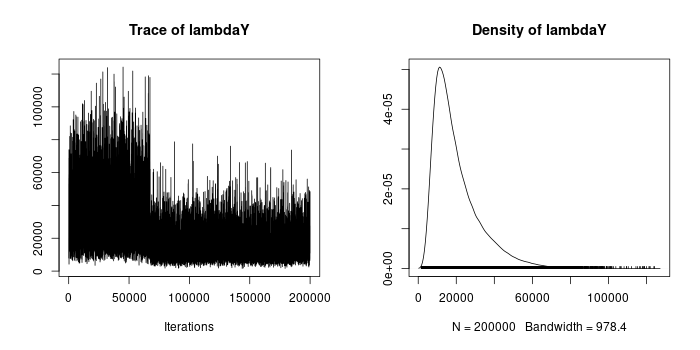 Trace of lambdaY
100000
60000
20000
0
0
50000
100000
150000
200000
Iterations
Density of lambdaY
4e-05
2e-05
0e+00
0
20000
60000
100000
N = 200000 Bandwidth = 978.4